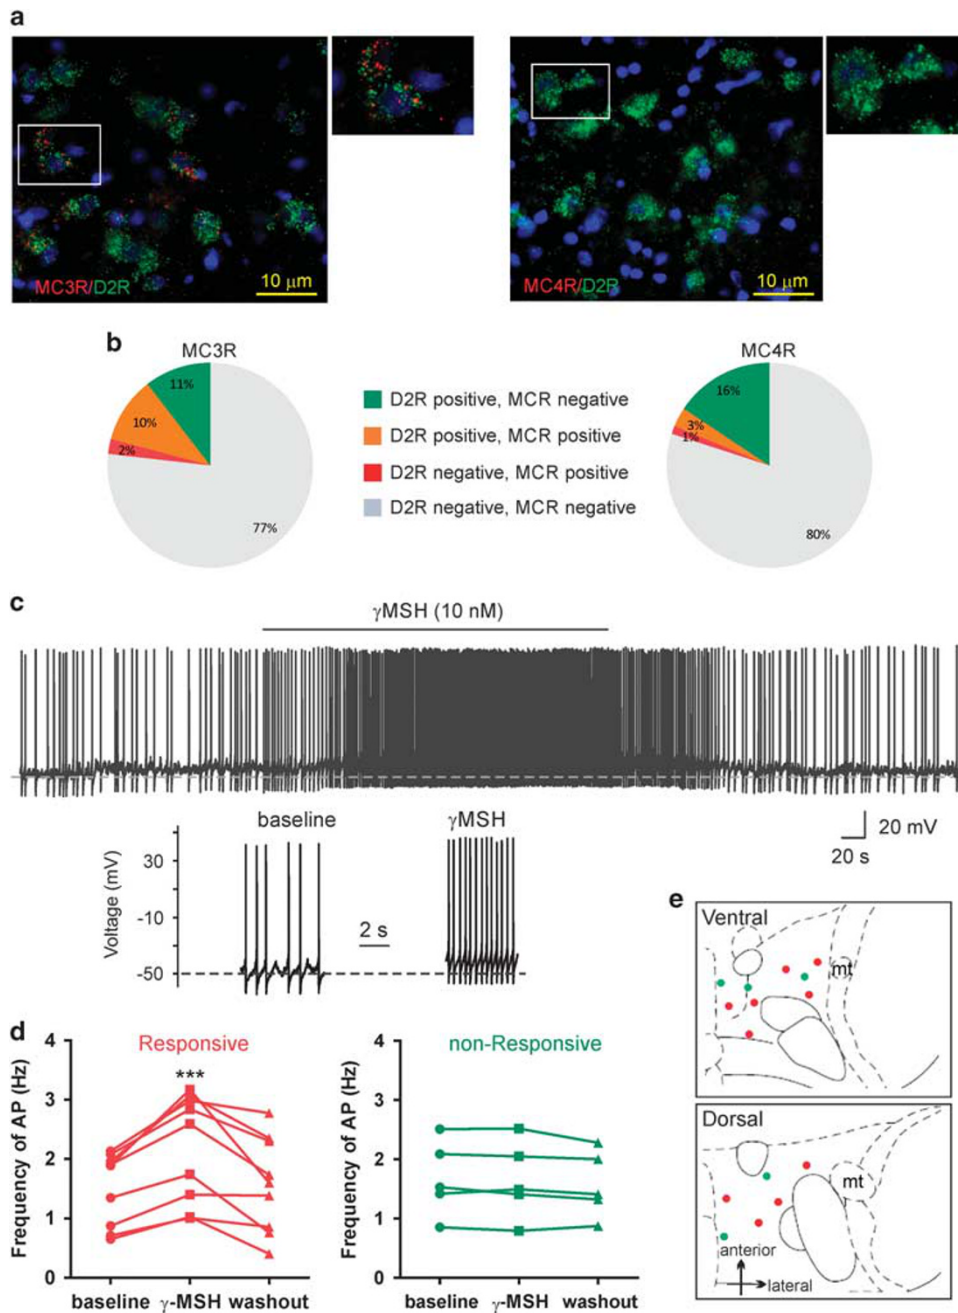 a
MC3R/D2R
10 μm
MC4R/D2R
10 μm
b
MC3R
11%
10%
2%
77%
D2R positive, MCR negative
D2R positive, MCR positive
D2R negative, MCR positive
D2R negative, MCR negative
MC4R
16%
3%
1%
80%
c
γMSH (10 nM)
20 mV
20 s
baseline
γMSH
Voltage (mV)
30
-10
-50
2 s
d
Responsive
***
Frequency of AP (Hz)
4
3
2
1
0
baseline γ-MSH washout
non-Responsive
Frequency of AP (Hz)
4
3
2
1
0
baseline γ-MSH washout
e
Ventral
mt
Dorsal
mt
anterior
lateral